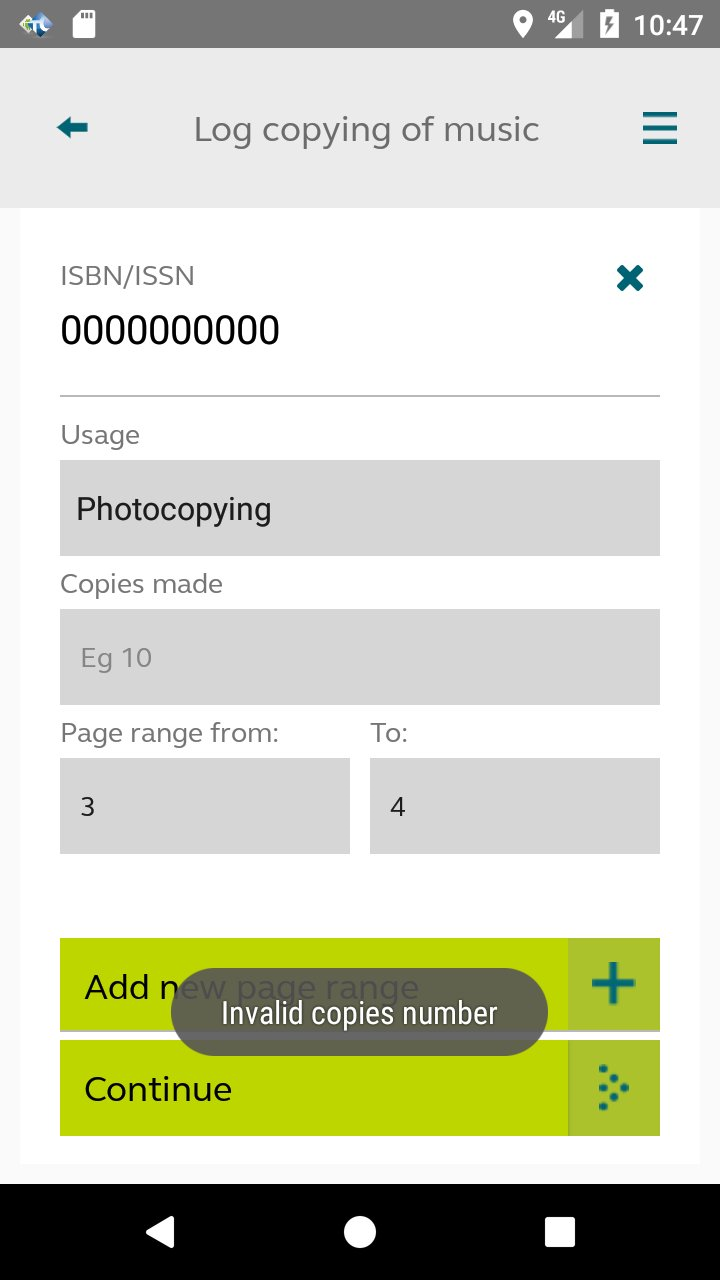 4G 10:47
Log copying of music
ISBN/ISSN
0000000000
Usage
Photocopying
Copies made
Eg 10
Page range from: To:
3 4
Add new page range
Invalid copies number
Continue